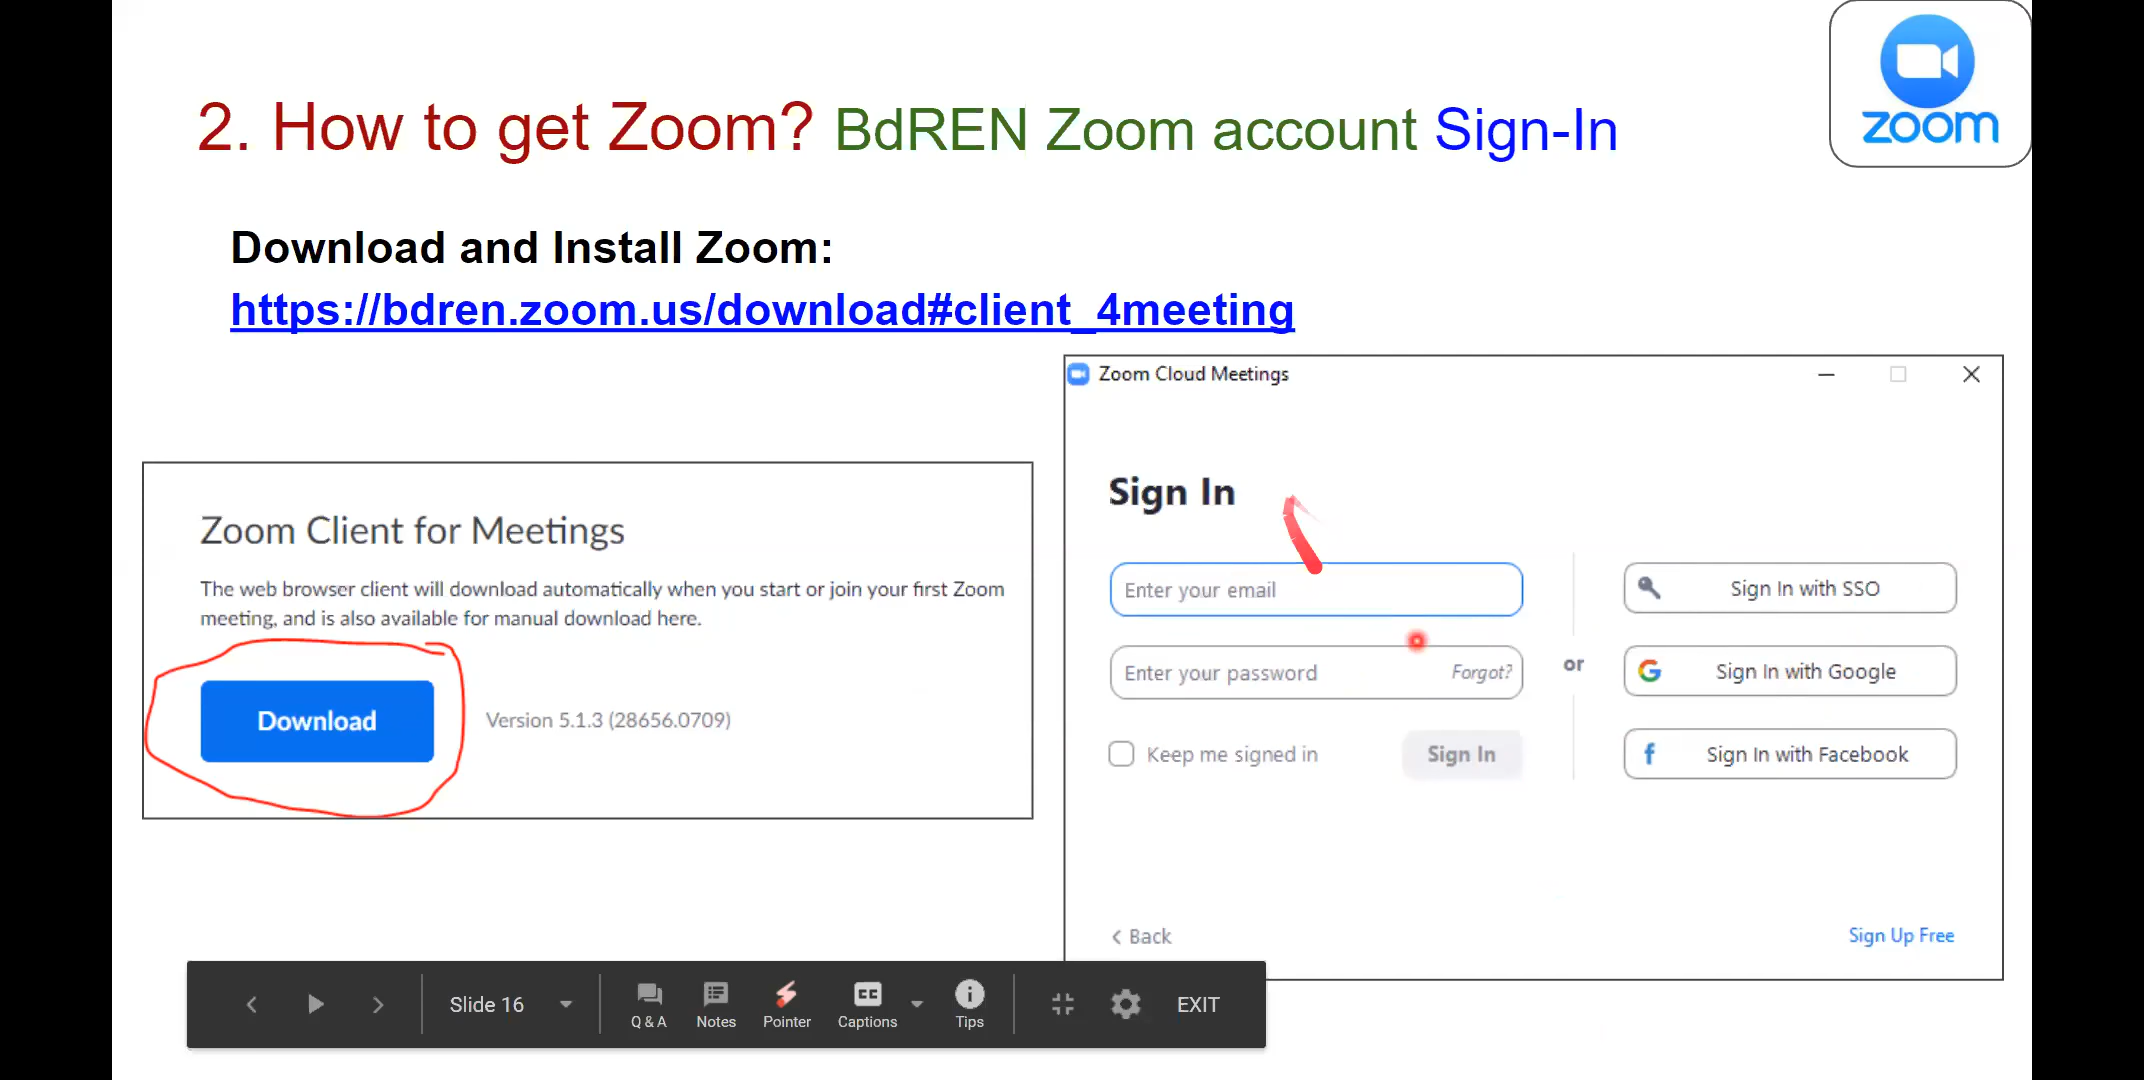 zoom
2. How to get Zoom? BdREN Zoom account Sign-In
Download and Install Zoom:
https://bdren.zoom.us/download#client_4meeting
Zoom Client for Meetings
The web browser client will download automatically when you start or join your first Zoom
meeting, and is also available for manual download here.
Download
Version 5.1.3 (28656.0709)
Zoom Cloud Meetings
Sign In
Enter your email
Enter your password
Forgot?
Keep me signed in
Sign In
or
Sign In with SSO
Sign In with Google
Sign In with Facebook
Back
Sign Up Free
Slide 16
Q & A
Notes
Pointer
CC
Captions
Tips
EXIT